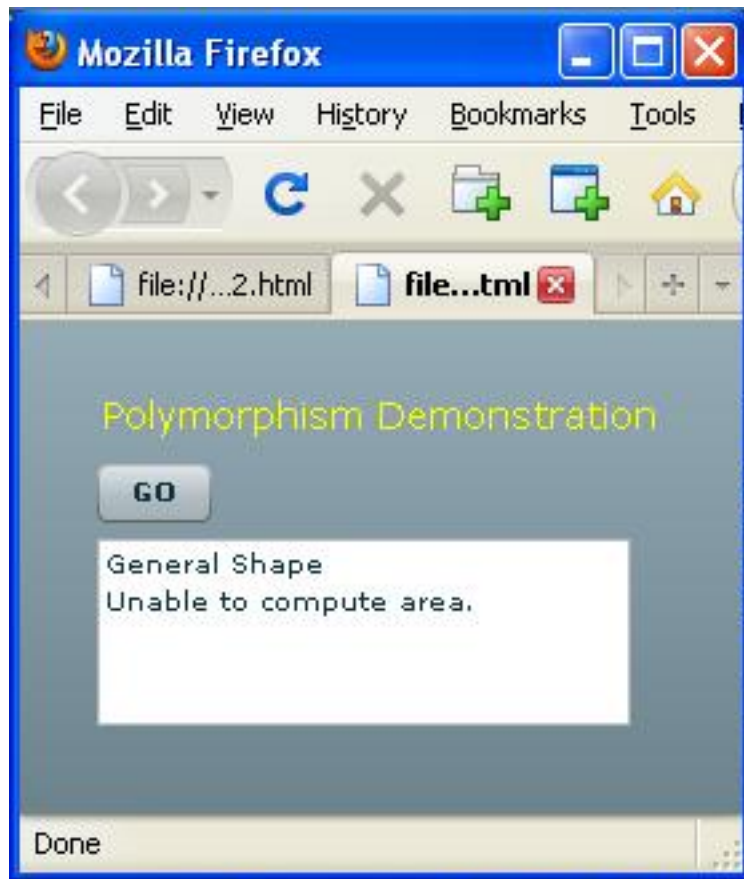 Mozilla Firefox
File Edit View History Bookmarks Tools
file://...2.html file...tml
Polymorphism Demonstration
GO
General Shape
Unable to compute area.
Done